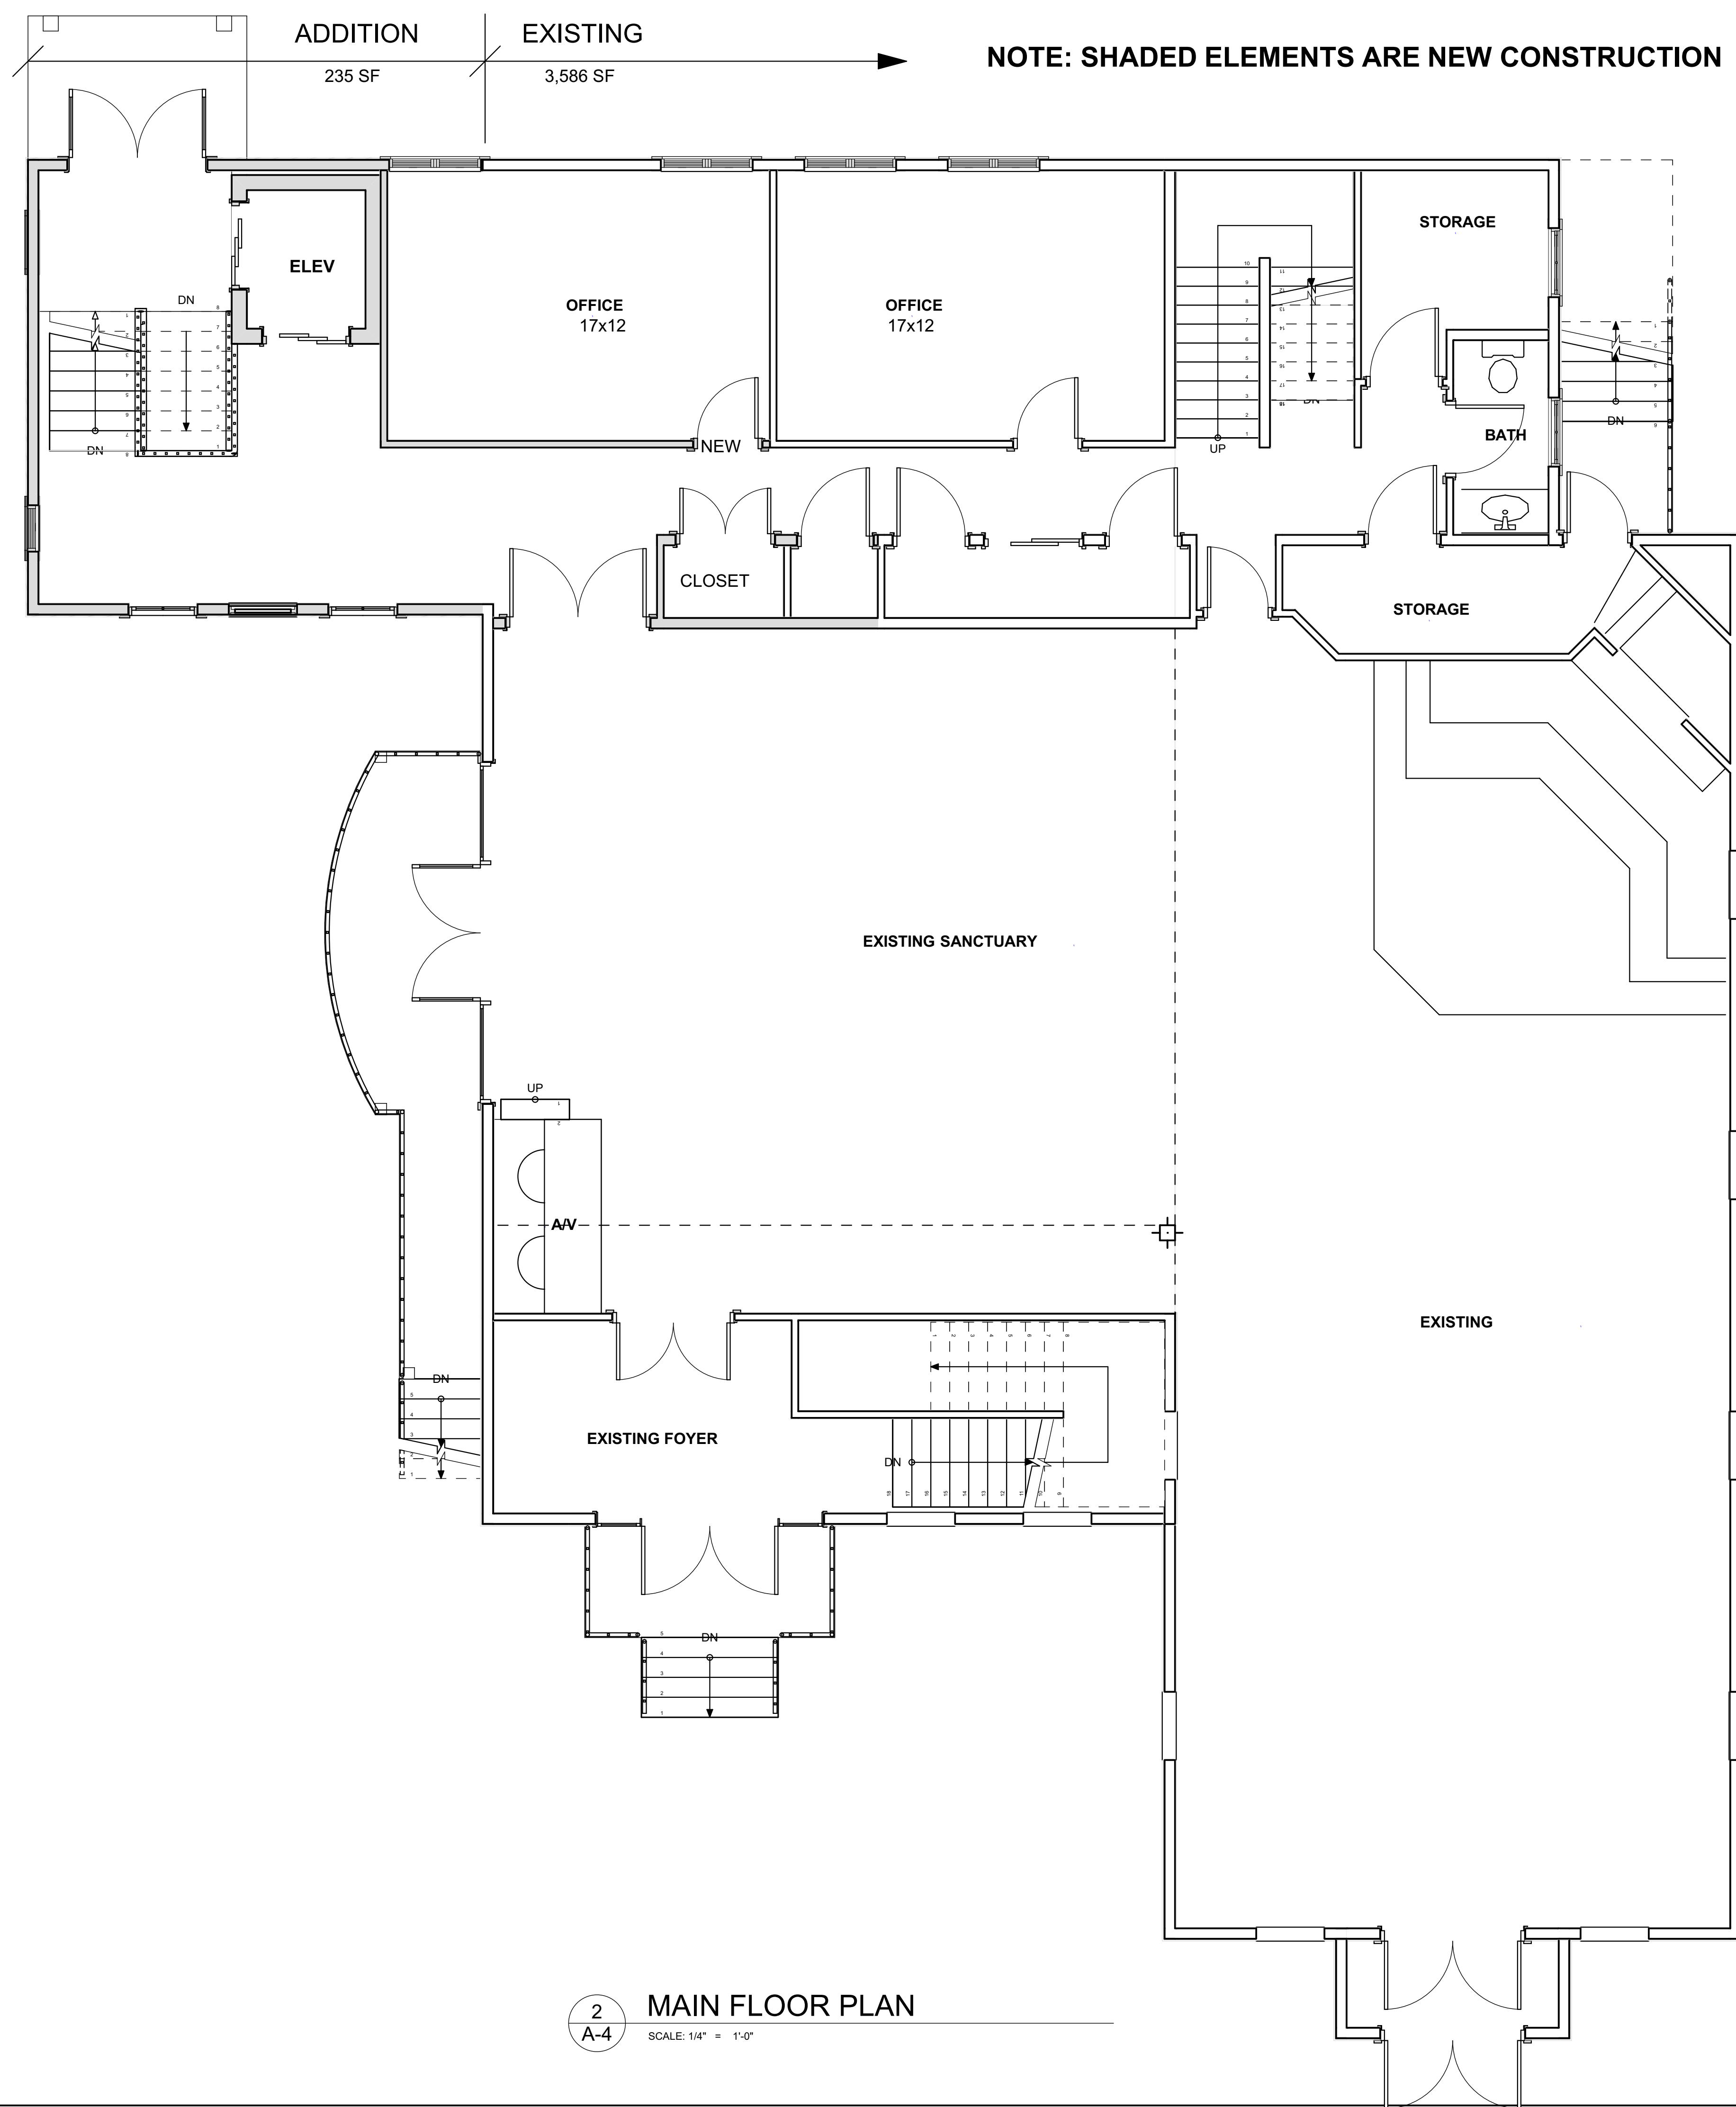 ADDITION
EXISTING
235 SF
3,586 SF
NOTE: SHADED ELEMENTS ARE NEW CONSTRUCTION
STORAGE
ELEV
DN
OFFICE
17x12
OFFICE
17x12
DN
NEW
UP
DN
BATH
DN
CLOSET
STORAGE
EXISTING SANCTUARY
UP
A/V
EXISTING
DN
EXISTING FOYER
DN
DN
2
A-4
MAIN FLOOR PLAN
SCALE: 1/4" = 1'-0"